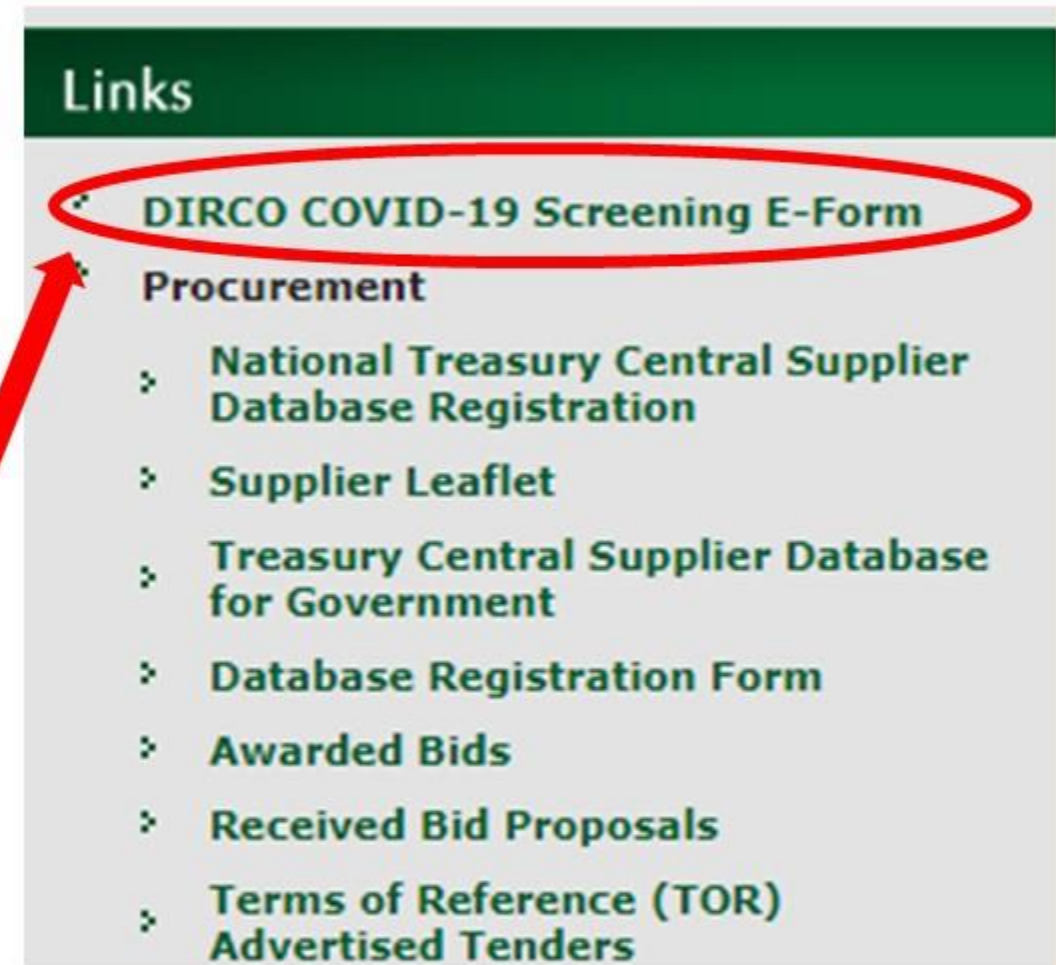 Links
DIRCO COVID-19 Screening E-Form
Procurement
National Treasury Central Supplier
Database Registration
Supplier Leaflet
Treasury Central Supplier Database
for Government
Database Registration Form
Awarded Bids
Received Bid Proposals
Terms of Reference (TOR)
Advertised Tenders